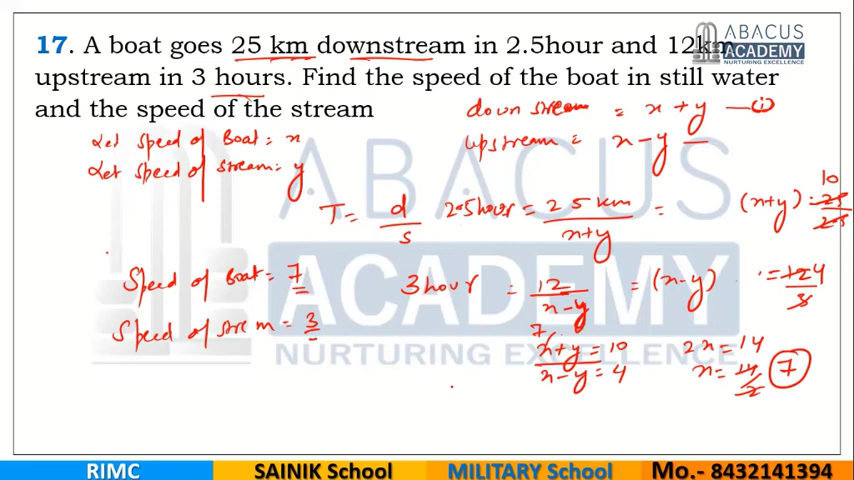 ABACUS
ACADEMY
NURTURING EXCELLENCE
17. A boat goes 25 km downstream in 2.5hour and 12km
upstream in 3 hours. Find the speed of the boat in still water
and the speed of the stream
down stream = x + y — (i)
Let speed of Boat = x
upstream = x - y —
Let speed of stream = y
T = d/s 2.5 hour = 25 km/x+y = (x+y) = 25/2.5 10
Speed of Boat = 7
3 hour = 12/x-y = (x-y) = 12/3 4
Speed of strem = 3
7
x+y = 10 2x = 14
x-y = 4 x = 14/2 7
NURTURING EXCELLENCE
RIMC SAINIK School MILITARY School Mo.- 8432141394